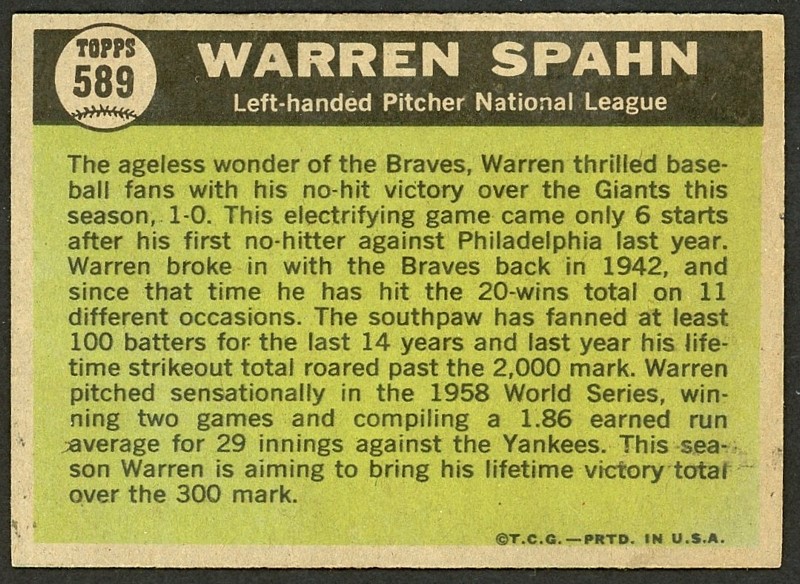 TOPPS
589
WARREN SPAHN
Left-handed Pitcher National League
The ageless wonder of the Braves, Warren thrilled base-
ball fans with his no-hit victory over the Giants this
season, 1-0. This electrifying game came only 6 starts
after his first no-hitter against Philadelphia last year.
Warren broke in with the Braves back in 1942, and
since that time he has hit the 20-wins total on 11
different occasions. The southpaw has fanned at least
100 batters for the last 14 years and last year his life-
time strikeout total roared past the 2,000 mark. Warren
pitched sensationally in the 1958 World Series, win-
ning two games and compiling a 1.86 earned run
average for 29 innings against the Yankees. This sea-
son Warren is aiming to bring his lifetime victory total
over the 300 mark.
©T.C.G.—PRTD. IN U.S.A.